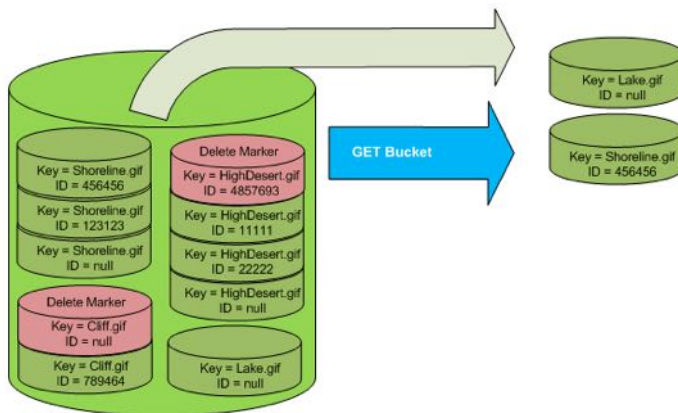 Key = Shoreline.gif
ID = 456456
Key = Shoreline.gif
ID = 123123
Key = Shoreline.gif
ID = null
Delete Marker
Key = HighDesert.gif
ID = 4857693
Key = HighDesert.gif
ID = 11111
Key = HighDesert.gif
ID = 22222
Key = HighDesert.gif
ID = null
Delete Marker
Key = Cliff.gif
ID = null
Key = Cliff.gif
ID = 789464
Key = Lake.gif
ID = null
GET Bucket
Key = Lake.gif
ID = null
Key = Shoreline.gif
ID = 456456